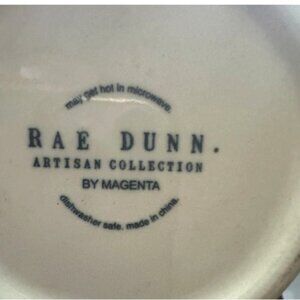 may get hot in microwave.
RAE DUNN.
ARTISAN COLLECTION
BY MAGENTA
dishwasher safe. made in china.